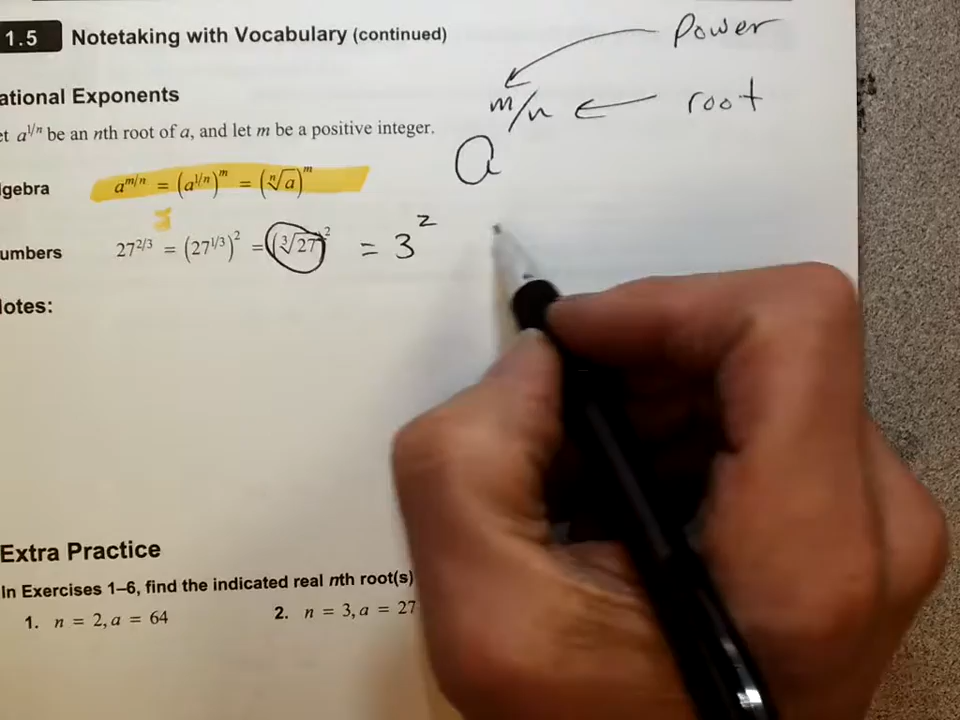 1.5 Notetaking with Vocabulary (continued)
Power
ational Exponents
m/n ← root
et a^{1/n} be an nth root of a, and let m be a positive integer.
a
lgebra a^{m/n} = (a^{1/n})^m = (ⁿ√a)^m
umbers 27^{2/3} = (27^{1/3})^2 = (³√27)^2 = 3^2
lotes:
Extra Practice
In Exercises 1–6, find the indicated real nth root(s)
1. n = 2, a = 64 2. n = 3, a = 27